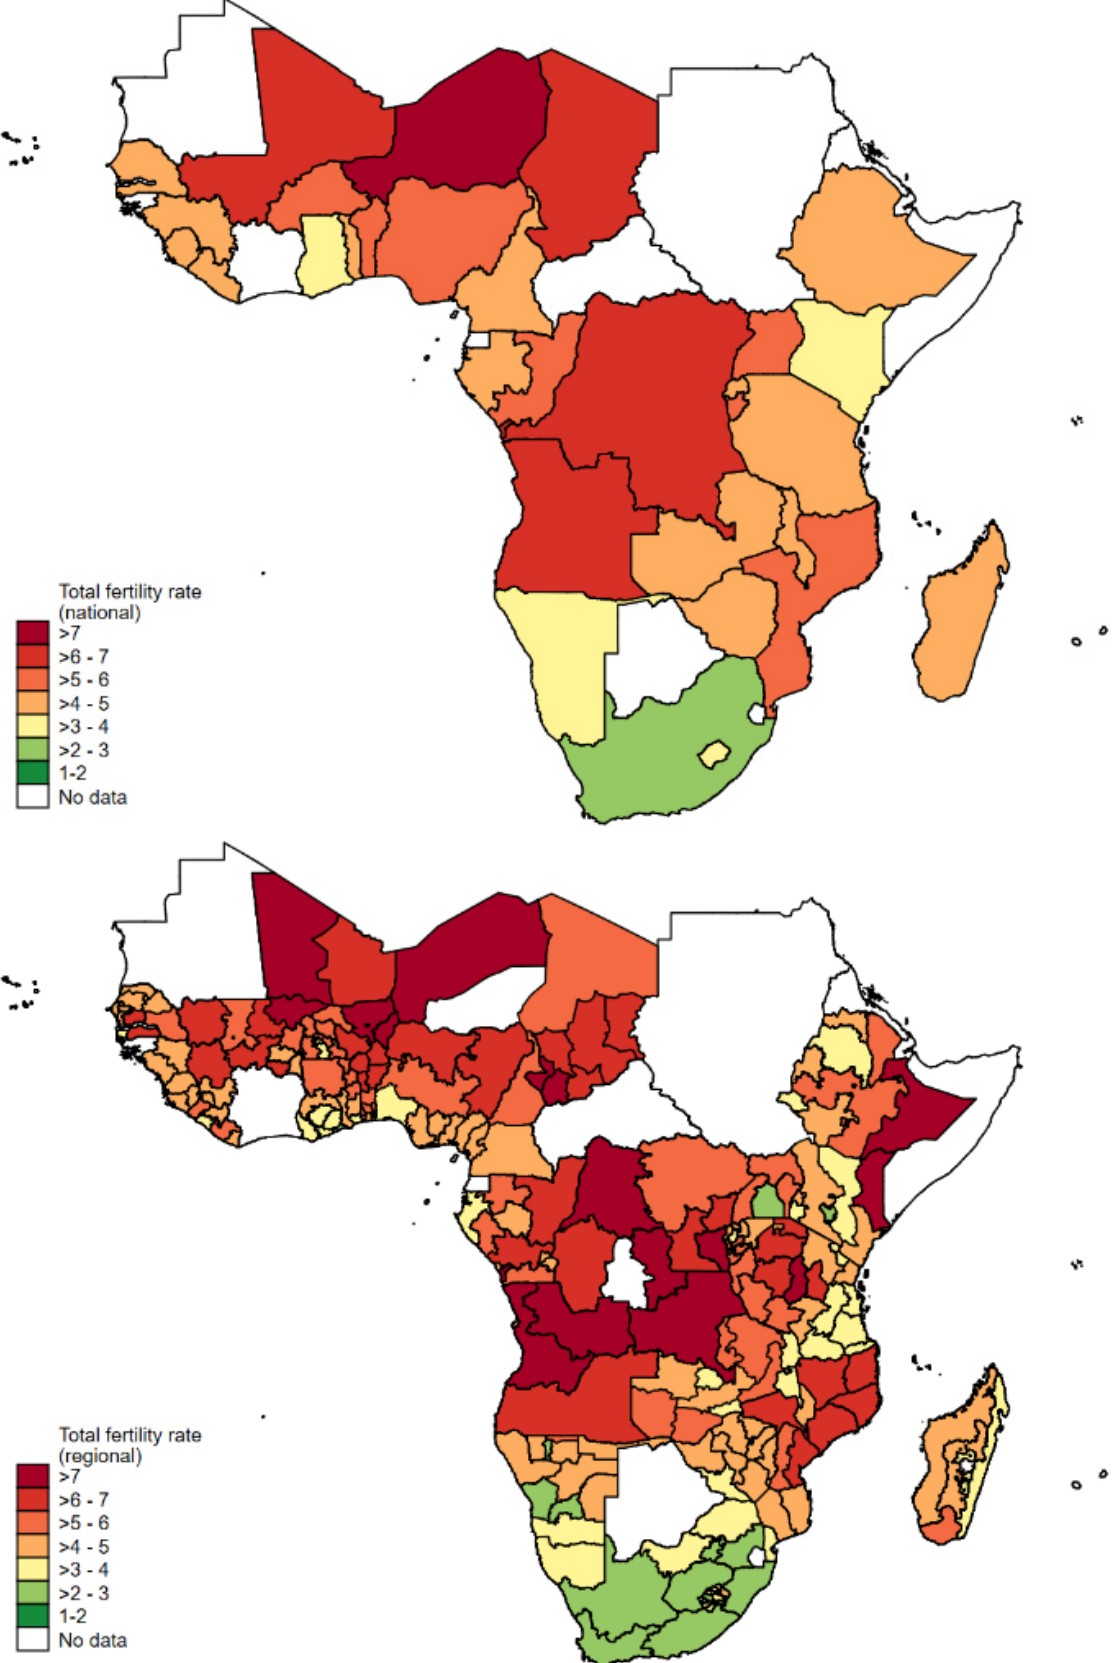 Total fertility rate
(national)
>7
>6 - 7
>5 - 6
>4 - 5
>3 - 4
>2 - 3
1-2
No data
Total fertility rate
(regional)
>7
>6 - 7
>5 - 6
>4 - 5
>3 - 4
>2 - 3
1-2
No data